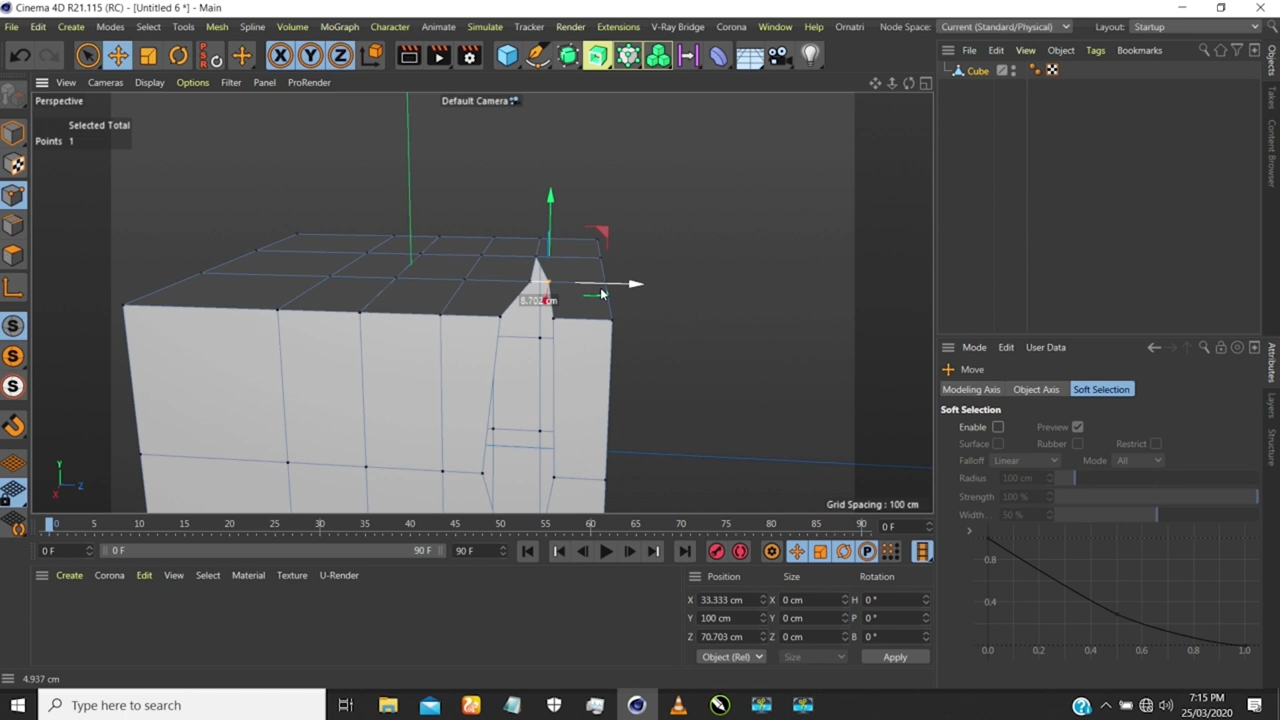 Cinema 4D R21.115 (RC) - [Untitled 6 *] - Main
File Edit Create Modes Select Tools Mesh Spline Volume MoGraph Character Animate Simulate Tracker Render Extensions V-Ray Bridge Corona Window Help Ornatri Node Space: Current (Standard/Physical) Layout: Startup
PSR X Y Z
File Edit View Object Tags Bookmarks
View Cameras Display Options Filter Panel ProRender
Cube
Perspective
Default Camera
Selected Total
Points 1
8.702 cm
Objects
Takes
Content Browser
Attributes
Layers
Structure
S
S
S
Mode Edit User Data
Move
Modeling Axis Object Axis Soft Selection
Soft Selection
Enable Preview
Surface Rubber Restrict
Falloff Linear Mode All
Radius 100 cm
Strength 100 %
Width . . 50 %
0.8
0.4
0.0 0.2 0.4 0.6 0.8 1.0
Y
X
Z
Grid Spacing : 100 cm
0 5 10 15 20 25 30 35 40 45 50 55 60 65 70 75 80 85 90 0 F
0 F 0 F 90 F 90 F
P
Create Corona Edit View Select Material Texture U-Render
Position Size Rotation
X 33.333 cm X 0 cm H 0 °
Y 100 cm Y 0 cm P 0 °
Z 70.703 cm Z 0 cm B 0 °
Object (Rel) Size Apply
4.937 cm
Type here to search
7:15 PM
25/03/2020